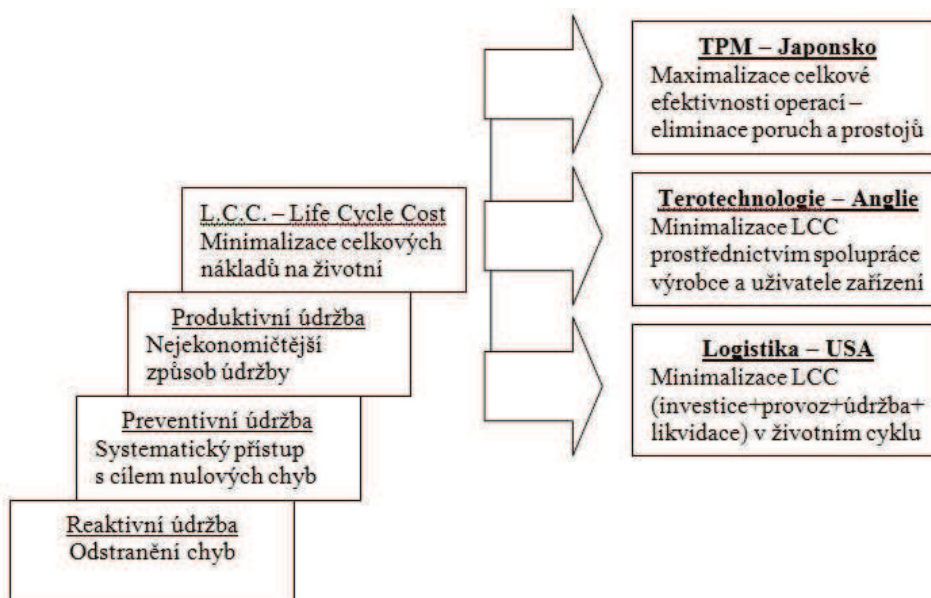 TPM – Japonsko
Maximalizace celkové
efektivnosti operací –
eliminace poruch a prostojů
L.C.C. – Life Cycle Cost
Minimalizace celkových
nákladů na životní
Terotechnologie – Anglie
Minimalizace LCC
prostřednictvím spolupráce
výrobce a uživatele zařízení
Produktivní údržba
Nejekonomičtější
způsob údržby
Logistika – USA
Minimalizace LCC
(investice+provoz+údržba+
likvidace) v životním cyklu
Preventivní údržba
Systematický přístup
s cílem nulových chyb
Reaktivní údržba
Odstranění chyb